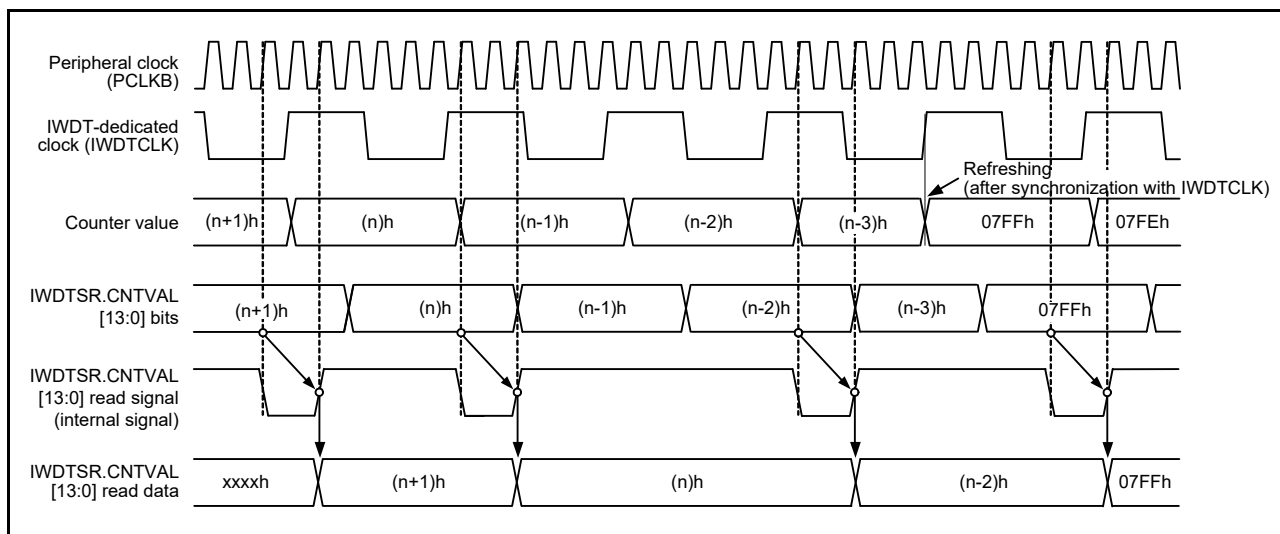 Peripheral clock
(PCLKB)
IWDT-dedicated
clock (IWDTCLK)
Refreshing
(after synchronization with IWDTCLK)
Counter value
(n+1)h
(n)h
(n-1)h
(n-2)h
(n-3)h
07FFh
07FEh
IWDTSR.CNTVAL
[13:0] bits
(n+1)h
(n)h
(n-1)h
(n-2)h
(n-3)h
07FFh
IWDTSR.CNTVAL
[13:0] read signal
(internal signal)
IWDTSR.CNTVAL
[13:0] read data
xxxxh
(n+1)h
(n)h
(n-2)h
07FFh